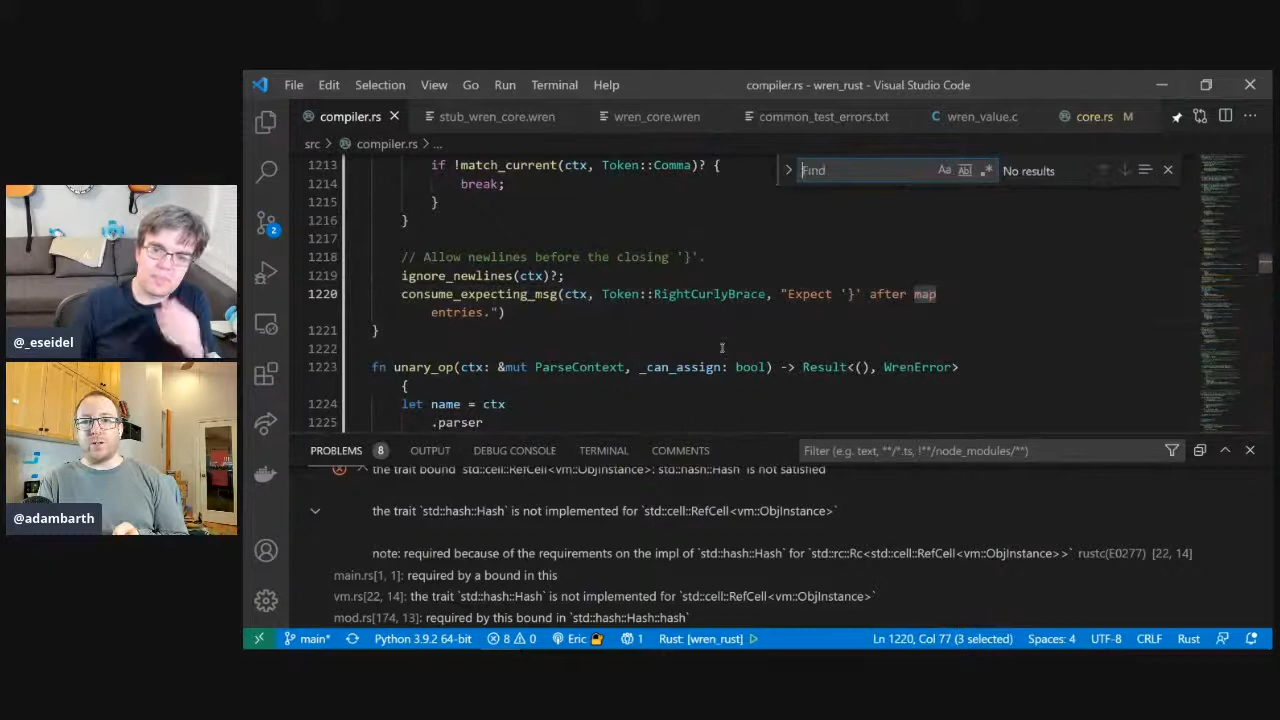 File Edit Selection View Go Run Terminal Help compiler.rs - wren_rust - Visual Studio Code
compiler.rs stub_wren_core.rs wren_core.wren common_test_errors.txt wren_value.c core.rs M
src > compiler.rs > ...
Find
Aa ab .* No results
1213 if !match_current(ctx, Token::Comma)? {
1214 break;
1215 }
1216 }
1217
1218 // Allow newlines before the closing '}'.
1219 ignore_newlines(ctx)?;
1220 consume_expecting_msg(ctx, Token::RightCurlyBrace, "Expect '}' after map
entries.")
1221 }
1222
1223 fn unary_op(ctx: &mut ParseContext, _can_assign: bool) -> Result<(), WrenError>
{
1224 let name = ctx
1225 .parser
2
@_eseidel
@adambarth
PROBLEMS 8 OUTPUT DEBUG CONSOLE TERMINAL COMMENTS Filter (e.g. text, **/*.ts, !**/node_modules/**)
the trait bound `std::cell::RefCell<vm::ObjInstance>: std::hash::Hash` is not satisfied
the trait `std::hash::Hash` is not implemented for `std::cell::RefCell<vm::ObjInstance>`
note: required because of the requirements on the impl of `std::hash::Hash` for `std::rc::Rc<std::cell::RefCell<vm::ObjInstance>>` rustc(E0277) [22, 14]
main.rs[1, 1]: required by a bound in this
vm.rs[22, 14]: the trait `std::hash::Hash` is not implemented for `std::cell::RefCell<vm::ObjInstance>`
mod.rs[174, 13]: required by this bound in `std::hash::Hash::hash`
main* Python 3.9.2 64-bit 8 0 Eric 1 Rust: [wren_rust] Ln 1220, Col 77 (3 selected) Spaces: 4 UTF-8 CRLF Rust